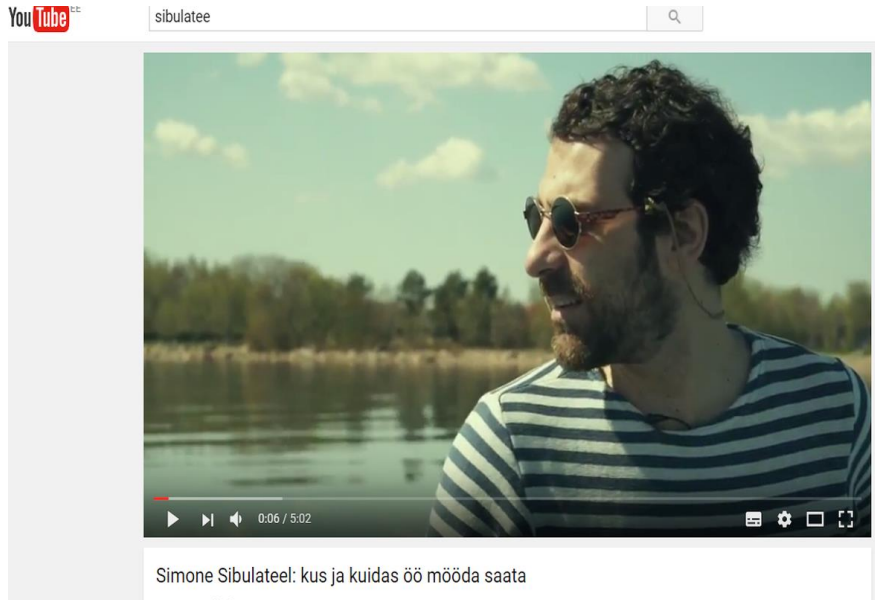 YouTube EE
sibulatee
0:06 / 5:02
Simone Sibulateel: kus ja kuidas öö mööda saata